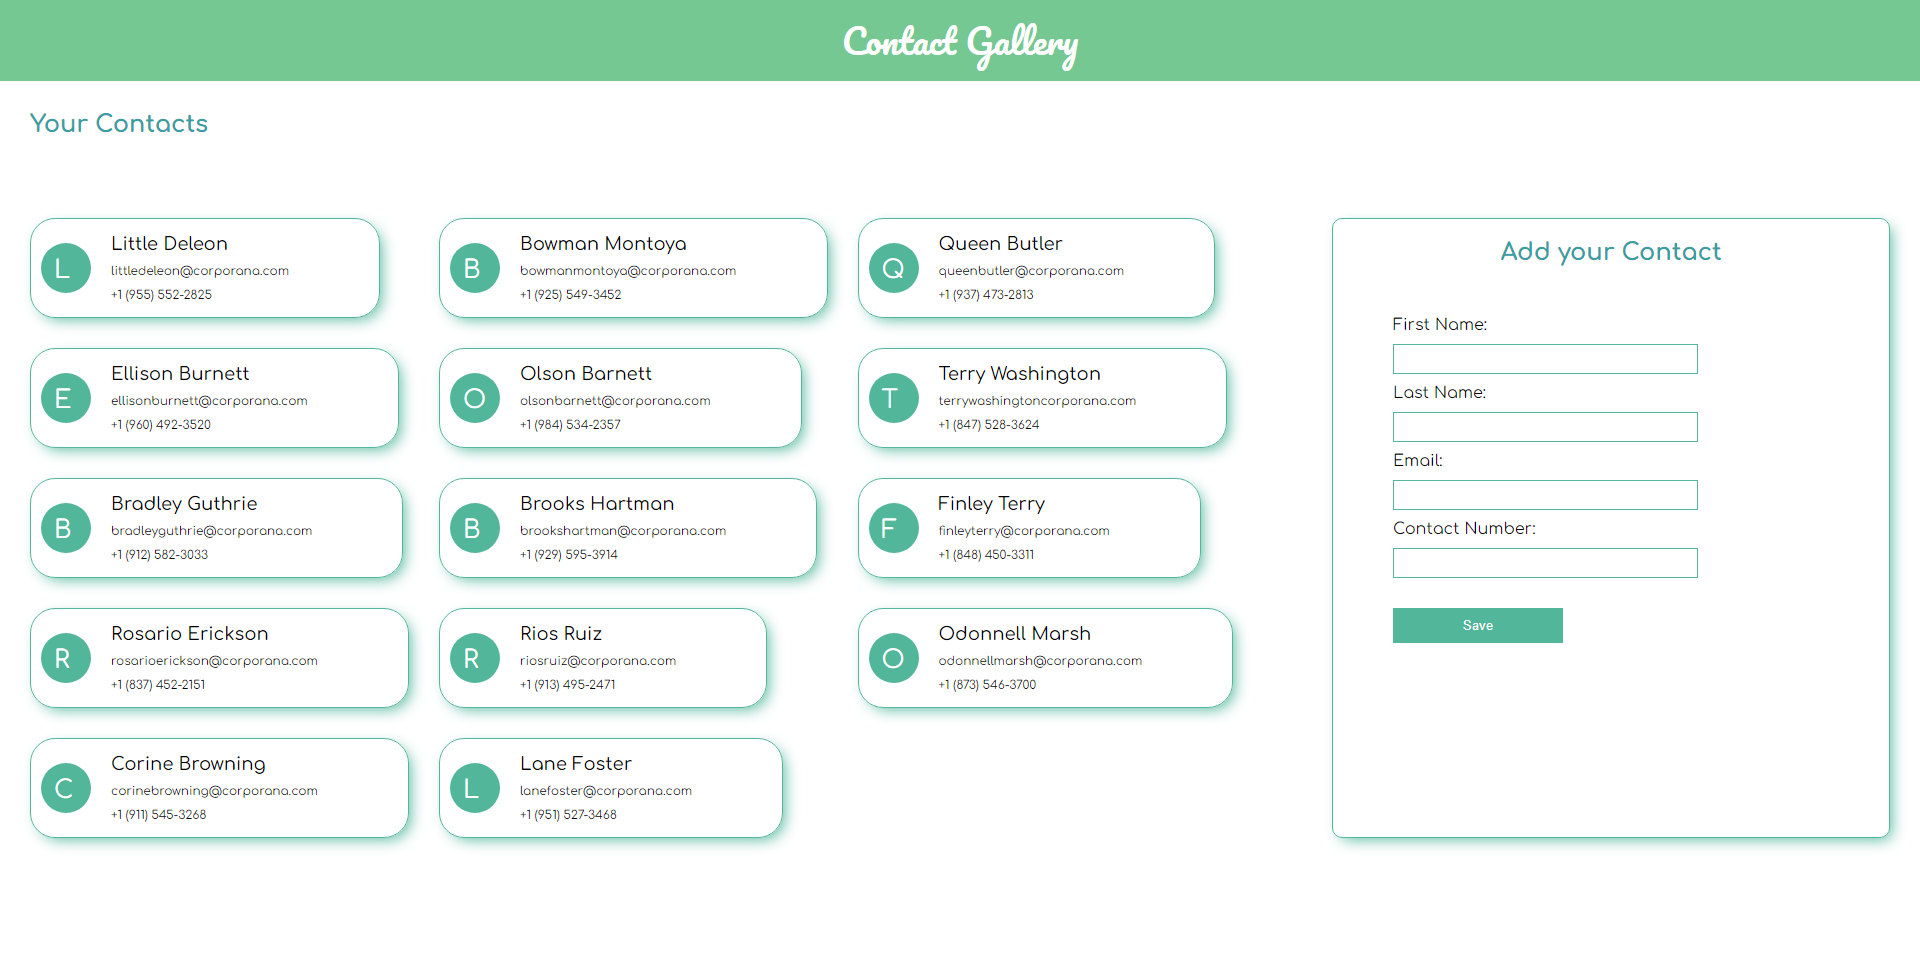 Contact Gallery
Your Contacts
L
Little Deleon
littledeleon@corporana.com
+1 (955) 552-2825
E
Ellison Burnett
ellisonburnett@corporana.com
+1 (960) 492-3520
B
Bradley Guthrie
bradleyguthrie@corporana.com
+1 (912) 582-3033
R
Rosario Erickson
rosarioerickson@corporana.com
+1 (837) 452-2151
C
Corine Browning
corinebrowning@corporana.com
+1 (911) 545-3268
B
Bowman Montoya
bowmanmontoya@corporana.com
+1 (925) 549-3452
O
Olson Barnett
olsonbarnett@corporana.com
+1 (984) 534-2357
B
Brooks Hartman
brookshartman@corporana.com
+1 (929) 595-3914
R
Rios Ruiz
riosruiz@corporana.com
+1 (913) 495-2471
L
Lane Foster
lanefoster@corporana.com
+1 (951) 527-3468
Q
Queen Butler
queenbutler@corporana.com
+1 (937) 473-2813
T
Terry Washington
terrywashingtoncorporana.com
+1 (847) 528-3624
F
Finley Terry
finleyterry@corporana.com
+1 (848) 450-3311
O
Odonnell Marsh
odonnellmarsh@corporana.com
+1 (873) 546-3700
Add your Contact
First Name:
Last Name:
Email:
Contact Number:
Save